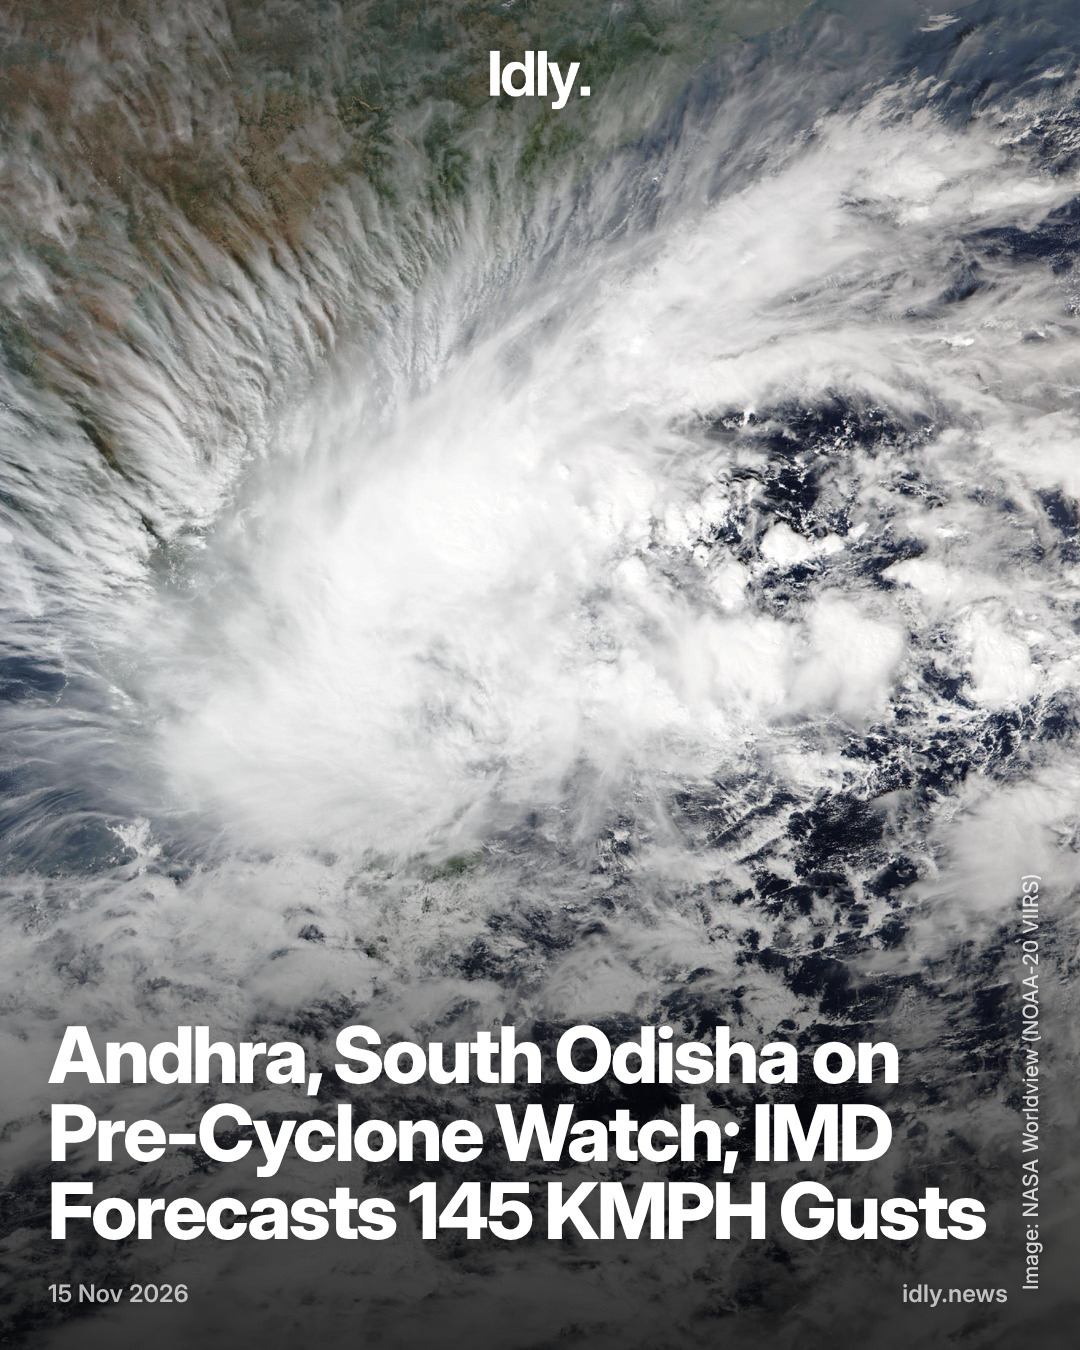 Idly.
Andhra, South Odisha on
Pre-Cyclone Watch; IMD
Forecasts 145 KMPH Gusts
15 Nov 2026
idly.news
Image: NASA Worldview (NOAA-20 VIIRS)